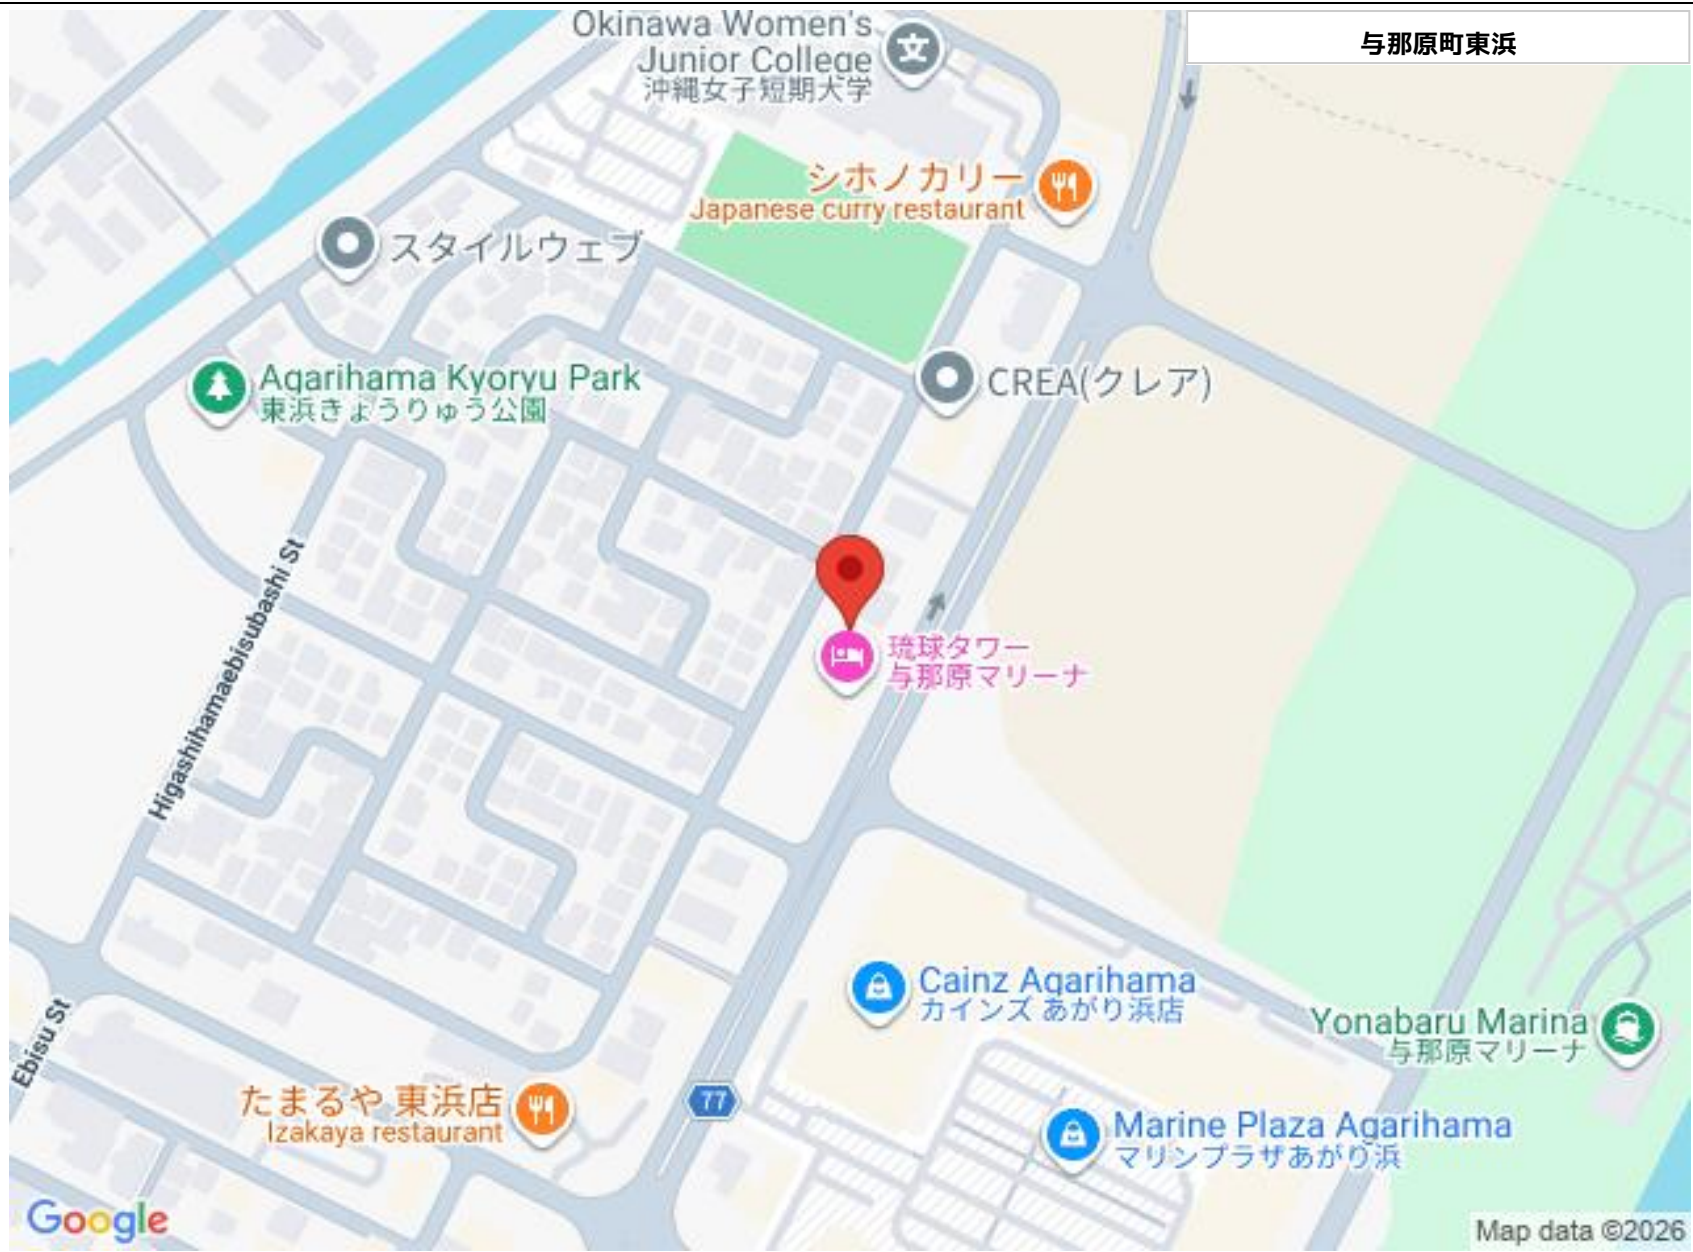 与那原町東浜
Okinawa Women's
Junior College
沖縄女子短期大学
文
シホノカリー
Japanese curry restaurant
スタイルウェブ
Agarihama Kyoryu Park
東浜きょうりゅう公園
CREA(クレア)
Higashihamaebisubashi St
琉球タワー
与那原マリーナ
Cainz Agarihama
カインズ あがり浜店
Yonabaru Marina
与那原マリーナ
Ebisu St
たまるや 東浜店
Izakaya restaurant
77
Marine Plaza Agarihama
マリンプラザあがり浜
Google
Map data ©2026